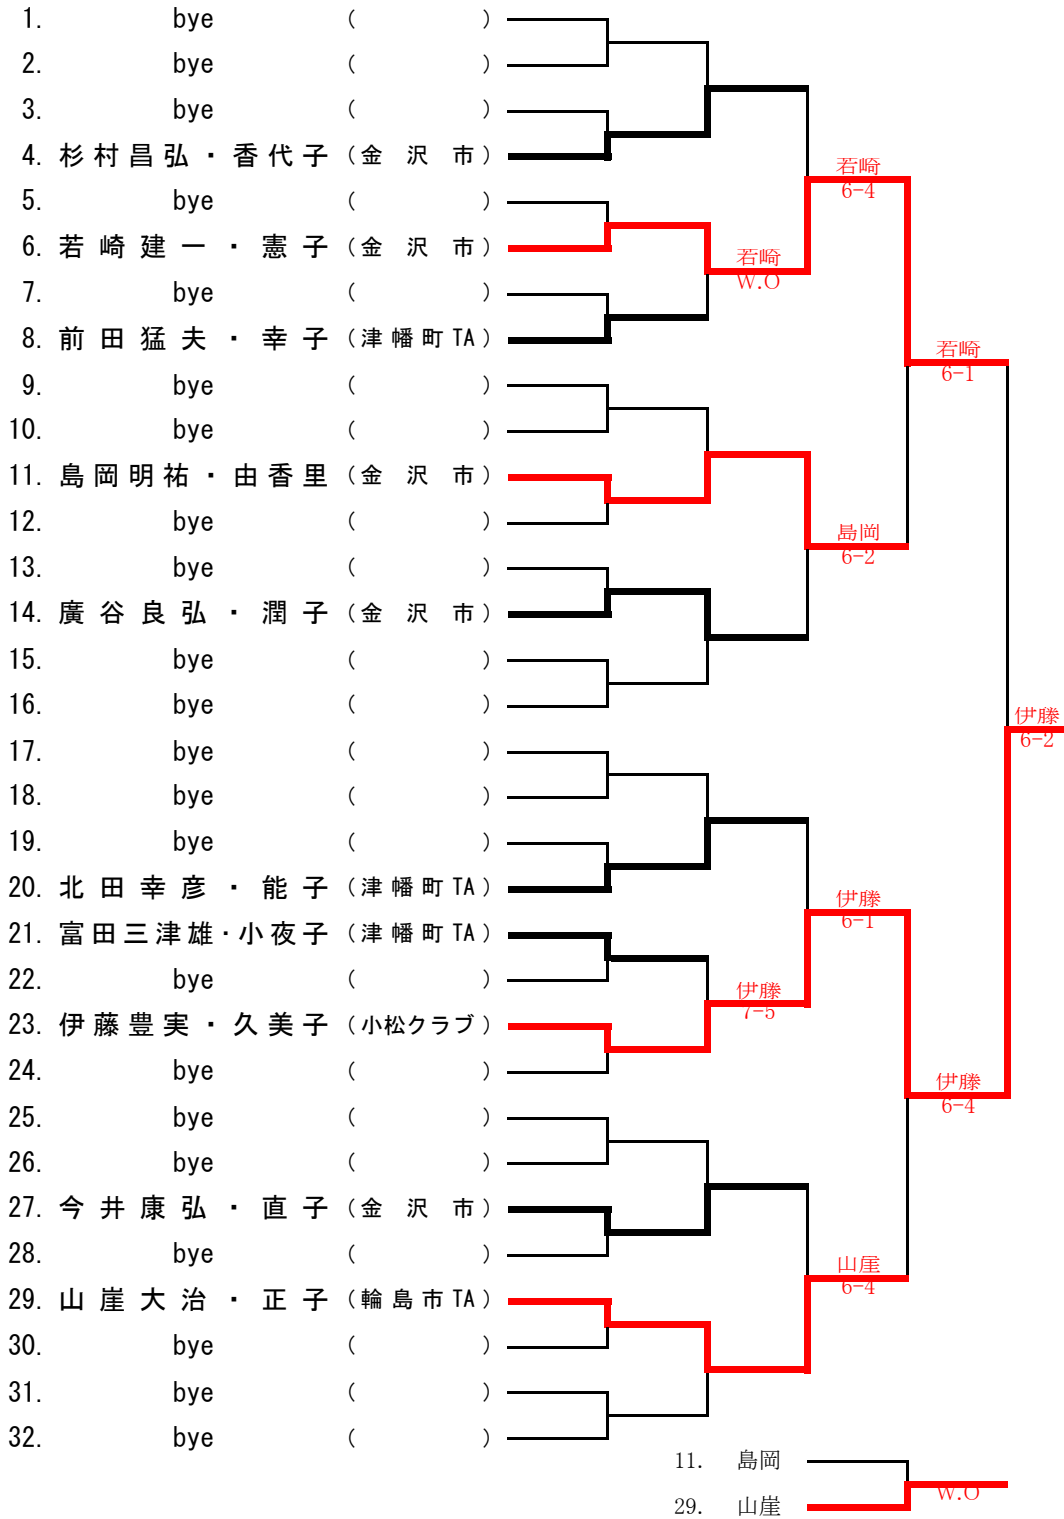 1. bye ( )
2. bye ( )
3. bye ( )
4. 杉村昌弘・香代子 (金沢市)
若崎
6-4
5. bye ( )
6. 若崎建一・憲子 (金沢市)
若崎
W.O
7. bye ( )
8. 前田猛夫・幸子 (津幡町TA)
若崎
6-1
9. bye ( )
10. bye ( )
11. 島岡明祐・由香里 (金沢市)
12. bye ( )
島岡
6-2
13. bye ( )
14. 廣谷良弘・潤子 (金沢市)
15. bye ( )
16. bye ( )
伊藤
6-2
17. bye ( )
18. bye ( )
19. bye ( )
20. 北田幸彦・能子 (津幡町TA)
伊藤
6-1
21. 富田三津雄・小夜子 (津幡町TA)
22. bye ( )
伊藤
7-5
23. 伊藤豊実・久美子 (小松クラブ)
24. bye ( )
伊藤
6-4
25. bye ( )
26. bye ( )
27. 今井康弘・直子 (金沢市)
28. bye ( )
山崖
6-4
29. 山崖大治・正子 (輪島市TA)
30. bye ( )
31. bye ( )
32. bye ( )
11. 島岡
W.O
29. 山崖